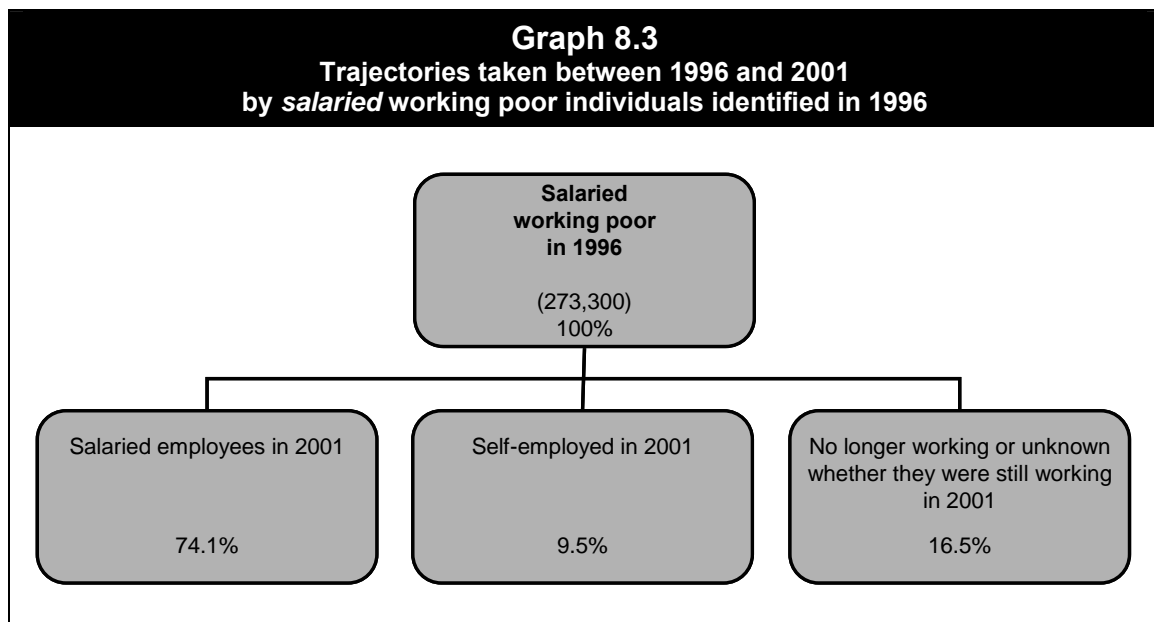 Graph 8.3
Trajectories taken between 1996 and 2001
by salaried working poor individuals identified in 1996
Salaried
working poor
in 1996
(273,300)
100%
Salaried employees in 2001
74.1%
Self-employed in 2001
9.5%
No longer working or unknown
whether they were still working
in 2001
16.5%